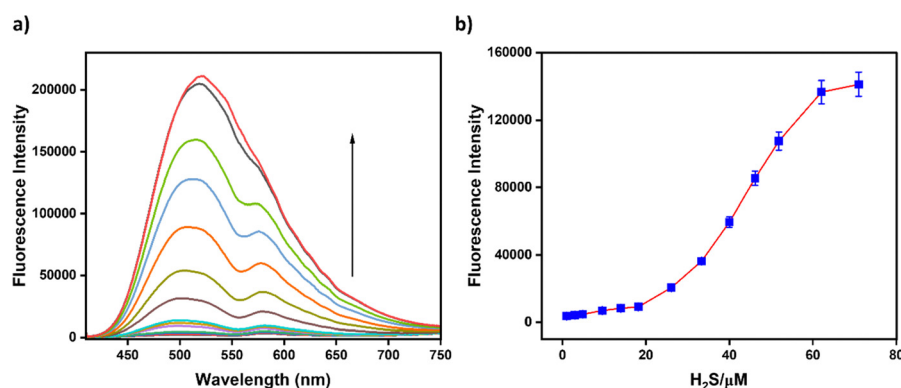 a)
Fluorescence Intensity
200000
150000
100000
50000
0
450 500 550 600 650 700 750
Wavelength (nm)
b)
Fluorescence Intensity
160000
120000
80000
40000
0
0 20 40 60 80
H₂S/μM